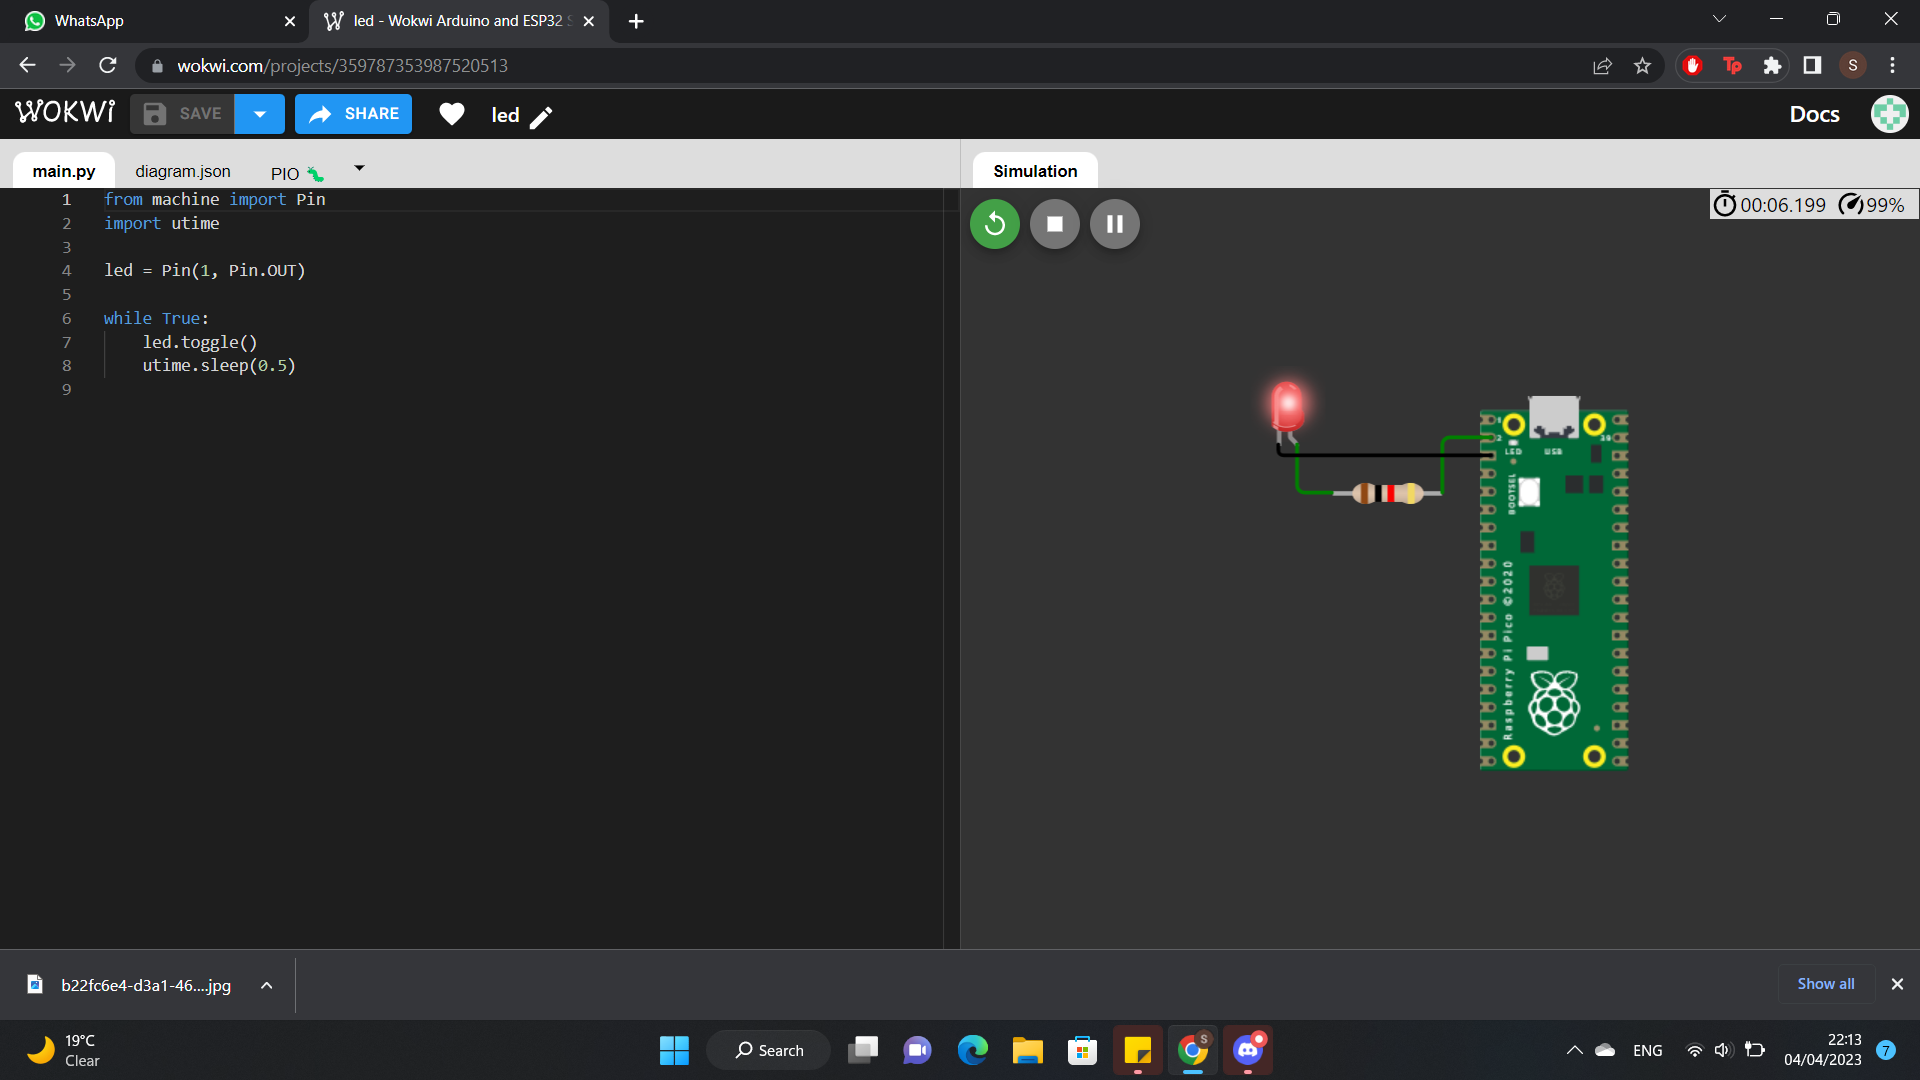 WhatsApp
led - Wokwi Arduino and ESP32 S
wokwi.com/projects/359787353987520513
Tp
S
WOKWi
SAVE
SHARE
led
Docs
main.py
diagram.json
PIO
Simulation
1 from machine import Pin
2 import utime
3
4 led = Pin(1, Pin.OUT)
5
6 while True:
7 led.toggle()
8 utime.sleep(0.5)
9
00:06.199
99%
1
2
39
LED
USB
BOOTSEL
Raspberry Pi Pico ©2020
b22fc6e4-d3a1-46....jpg
Show all
19°C
Clear
Search
S
ENG
22:13
04/04/2023
7